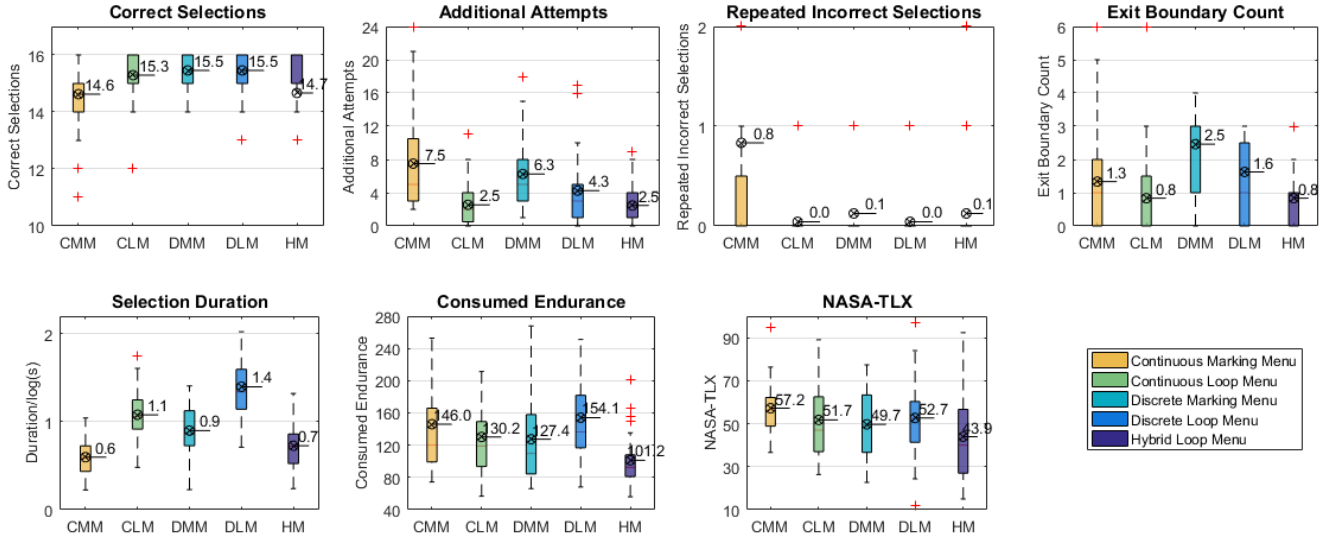 Correct Selections
Correct Selections
16
14
12
10
14.6
15.3
15.5
15.5
14.7
CMM CLM DMM DLM HM
Additional Attempts
Additional Attempts
24
20
16
12
8
4
0
7.5
2.5
6.3
4.3
2.5
CMM CLM DMM DLM HM
Repeated Incorrect Selections
Repeated Incorrect Selections
2
1
0
0.8
0.0
0.1
0.0
0.1
CMM CLM DMM DLM HM
Exit Boundary Count
Exit Boundary Count
6
5
4
3
2
1
0
1.3
0.8
2.5
1.6
0.8
CMM CLM DMM DLM HM
Selection Duration
Duration/log(s)
2
1
0
0.6
1.1
0.9
1.4
0.7
CMM CLM DMM DLM HM
Consumed Endurance
Consumed Endurance
280
240
200
160
120
80
40
146.0
130.2
127.4
154.1
101.2
CMM CLM DMM DLM HM
NASA-TLX
NASA-TLX
90
70
50
30
10
57.2
51.7
49.7
52.7
43.9
CMM CLM DMM DLM HM
Continuous Marking Menu
Continuous Loop Menu
Discrete Marking Menu
Discrete Loop Menu
Hybrid Loop Menu